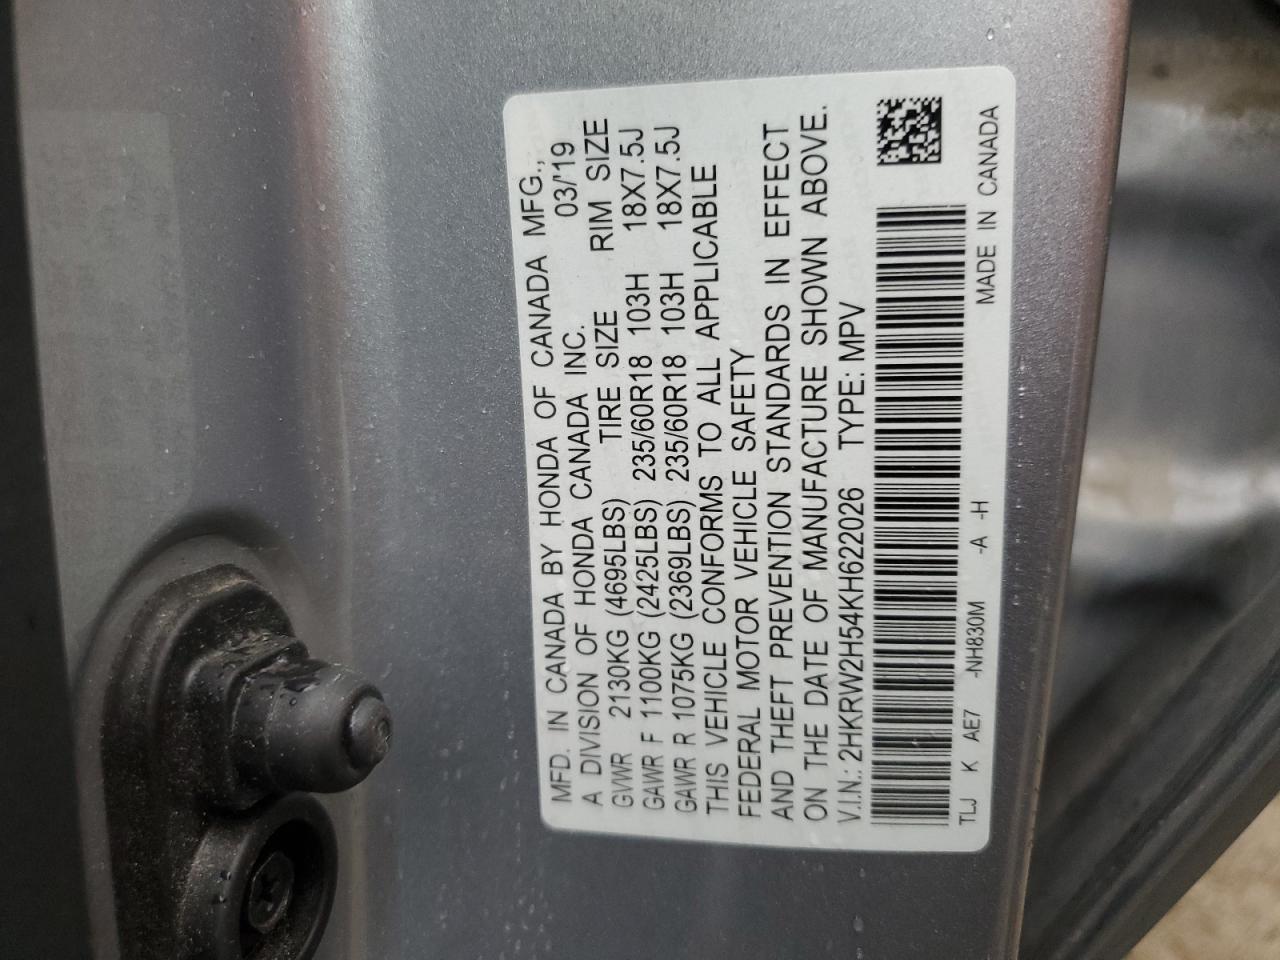 MFD. IN CANADA BY HONDA OF CANADA MFG.,
A DIVISION OF HONDA CANADA INC. 03/'19
GVWR 2130KG (4695LBS) TIRE SIZE RIM SIZE
GAWR F 1100KG (2425LBS) 235/60R18 103H 18X7.5J
GAWR R 1075KG (2369LBS) 235/60R18 103H 18X7.5J
THIS VEHICLE CONFORMS TO ALL APPLICABLE
FEDERAL MOTOR VEHICLE SAFETY
AND THEFT PREVENTION STANDARDS IN EFFECT
ON THE DATE OF MANUFACTURE SHOWN ABOVE.
V.I.N.: 2HKRW2H54KH622026 TYPE: MPV
TLJ K AE7 -NH830M -A -H MADE IN CANADA